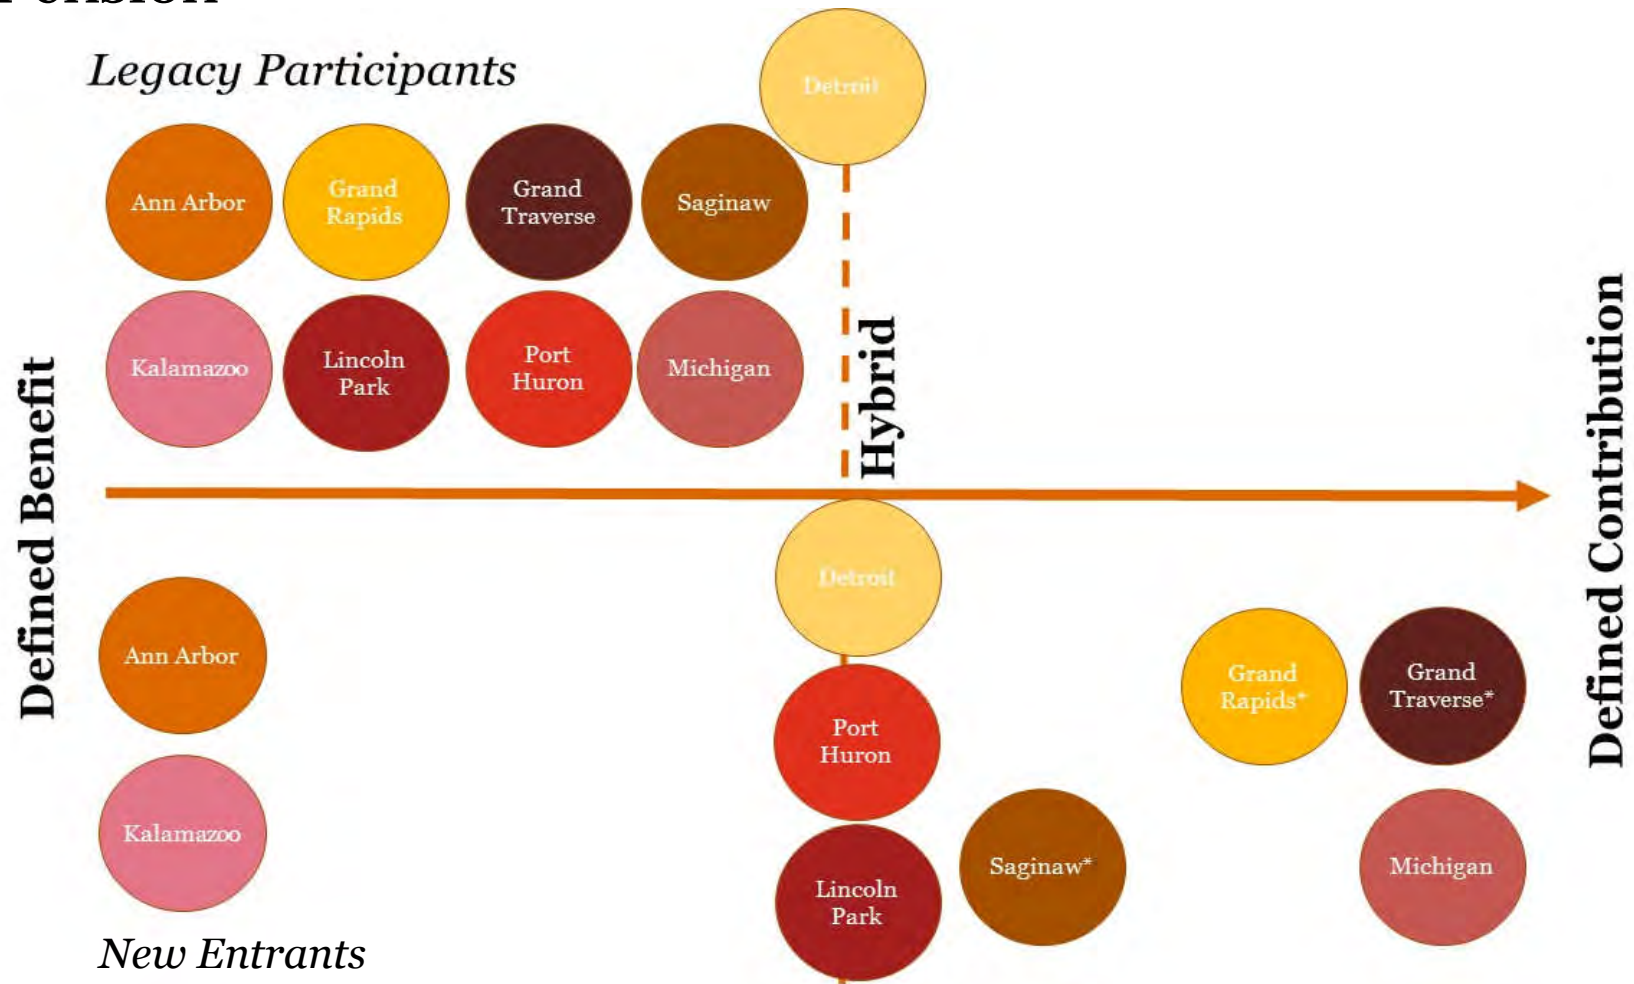 Legacy Participants
Detroit
Ann Arbor
Grand
Rapids
Grand
Traverse
Saginaw
Kalamazoo
Lincoln
Park
Port
Huron
Michigan
Hybrid
Defined Benefit
Defined Contribution
Detroit
Ann Arbor
Grand
Rapids*
Grand
Traverse*
Port
Huron
Kalamazoo
Saginaw*
Michigan
Lincoln
Park
New Entrants